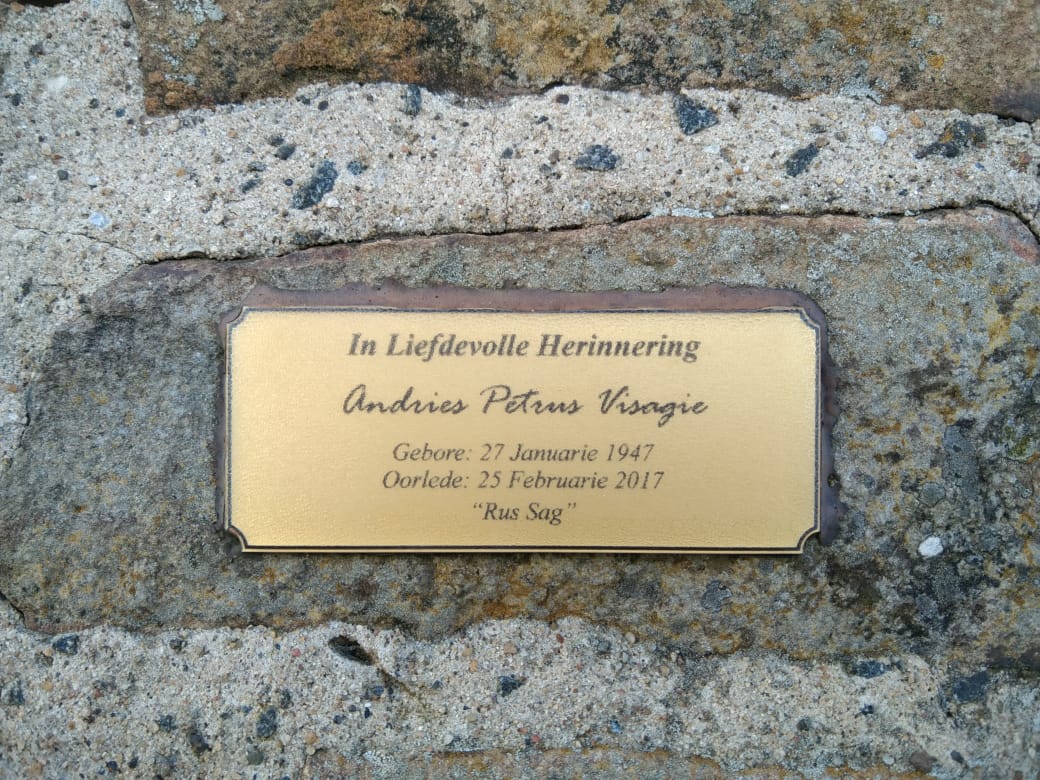 In Liefdevolle Herinnering
Andries Petrus Visagie
Gebore: 27 Januarie 1947
Oorlede: 25 Februarie 2017
“Rus Sag”